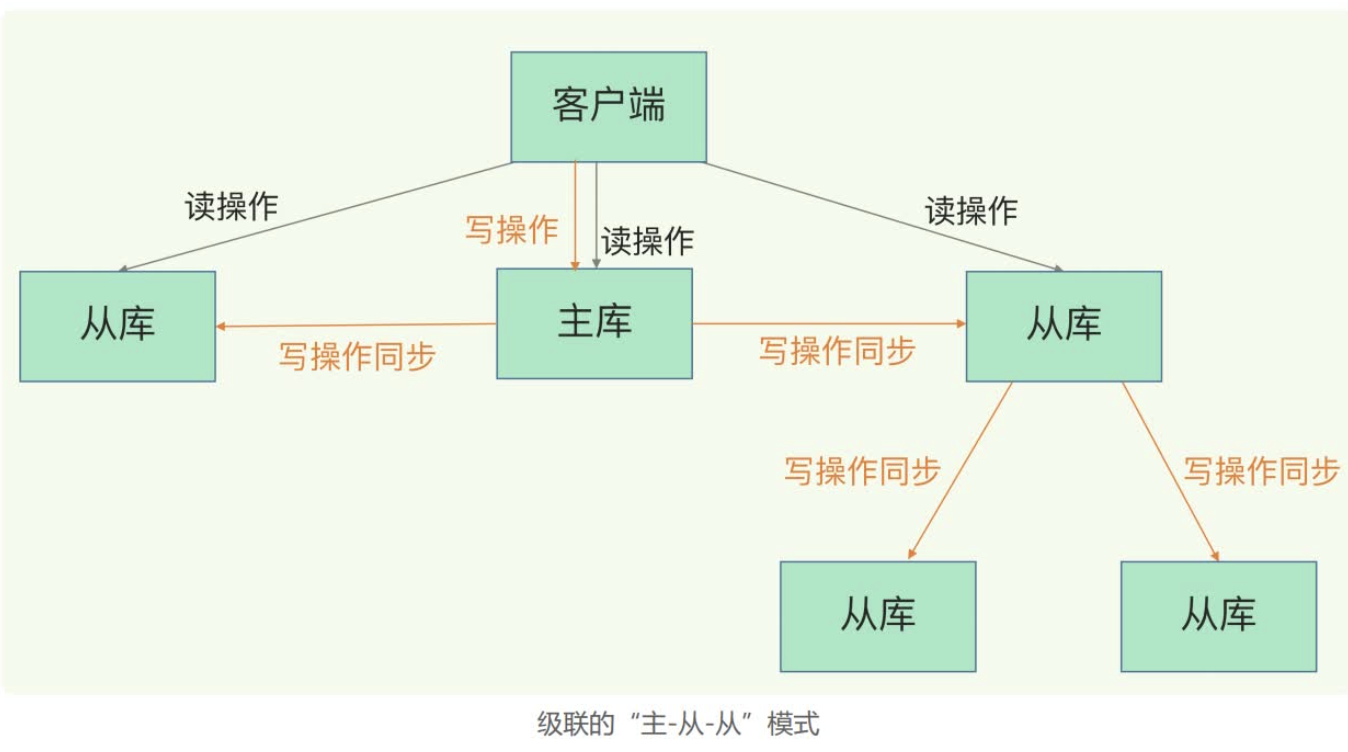 客户端
读操作
写操作
读操作
读操作
从库
主库
从库
写操作同步
写操作同步
写操作同步
写操作同步
从库
从库
级联的“主-从-从”模式